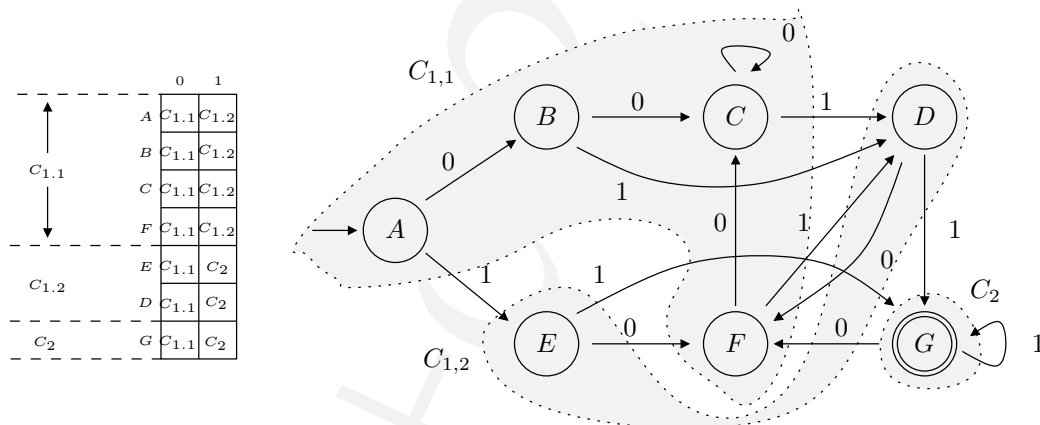 0 1
A C1.1 C1.2
B C1.1 C1.2
C C1.1 C1.2
F C1.1 C1.2
C1.1
E C1.1 C2
D C1.1 C2
C1.2
G C1.1 C2
C2
C1,1
0
B
0
C
1
D
0
1
A
0
1
1
1
0
1
C2
C1,2
E
0
F
0
G
1